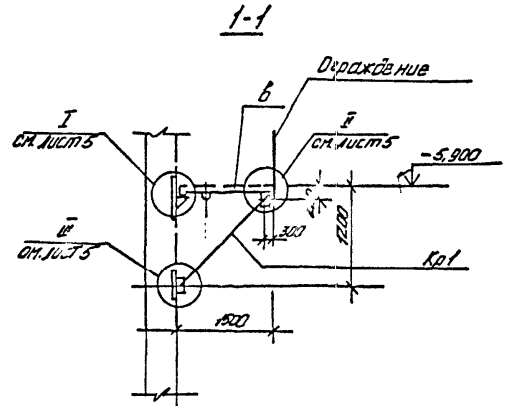 1-1
Ограждение
в
I
см. лист 5
II
см. лист 5
-5,900
300
1200
III
см. лист 5
Кр1
1500